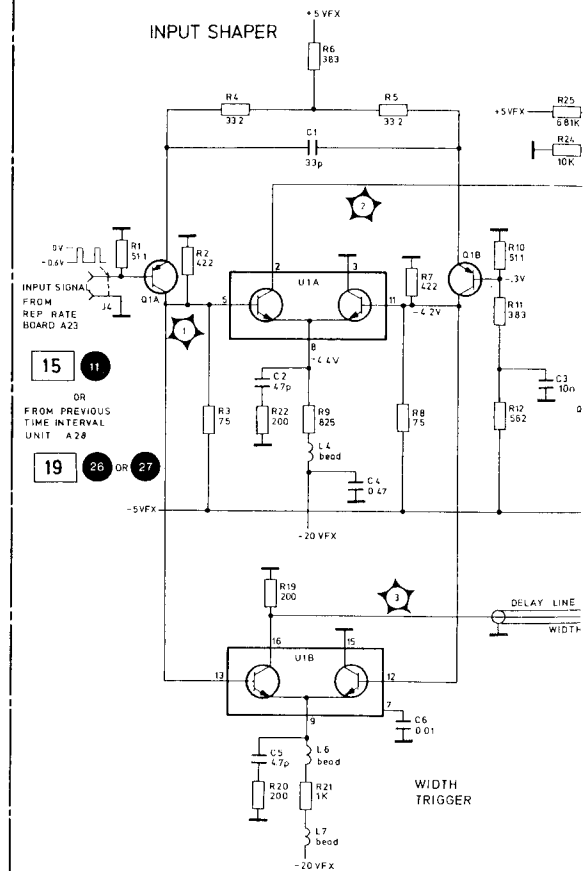 INPUT SHAPER
+5VFX
R6
383
R4
332
R5
332
C1
33p
+5VFX
R25
681K
R24
10K
2
0V
-0.6V
R1
511
R2
422
INPUT SIGNAL
FROM
REP RATE
BOARD A23
J4
Q1A
1
2
3
U1A
5
11
8
-4.4V
R7
422
-4.2V
Q1B
R10
511
-.3V
R11
383
15
11
OR
FROM PREVIOUS
TIME INTERVAL
UNIT A28
19
26
OR
27
R3
75
C2
47p
R22
200
R9
825
L4
bead
C4
0.47
R8
75
C3
10n
R12
562
Q
-5VFX
-20VFX
R19
200
3
DELAY LINE
WIDTH
16
15
U1B
13
12
7
9
C6
0.01
C5
4.7p
R20
200
L6
bead
R21
1K
L7
bead
-20VFX
WIDTH
TRIGGER